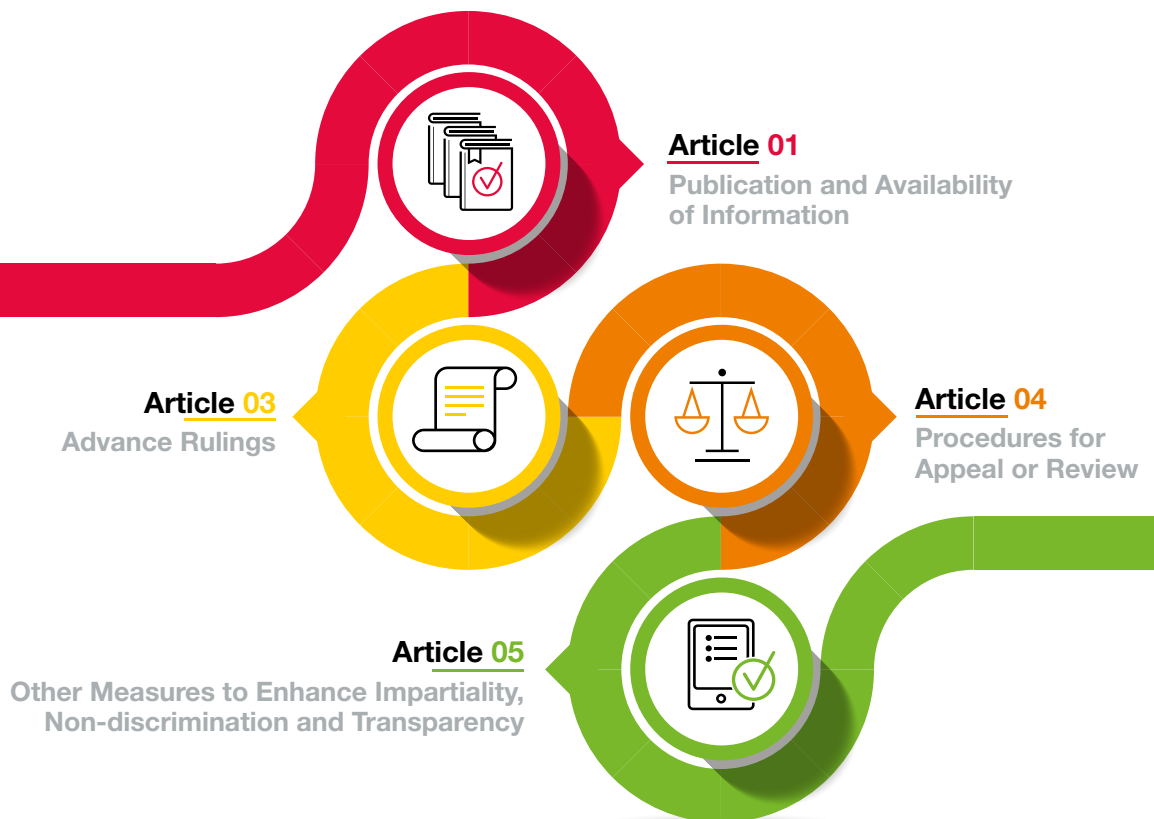 Article 01
Publication and Availability
of Information
Article 03
Advance Rulings
Article 04
Procedures for
Appeal or Review
Article 05
Other Measures to Enhance Impartiality,
Non-discrimination and Transparency